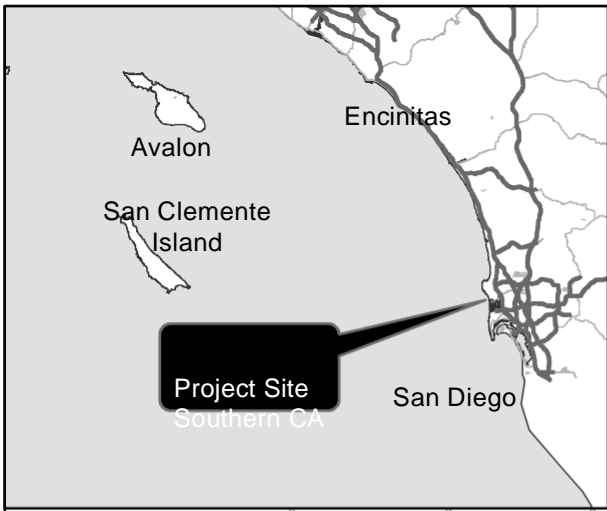 Encinitas
Avalon
San Clemente
Island
Project Site
Southern CA
San Diego